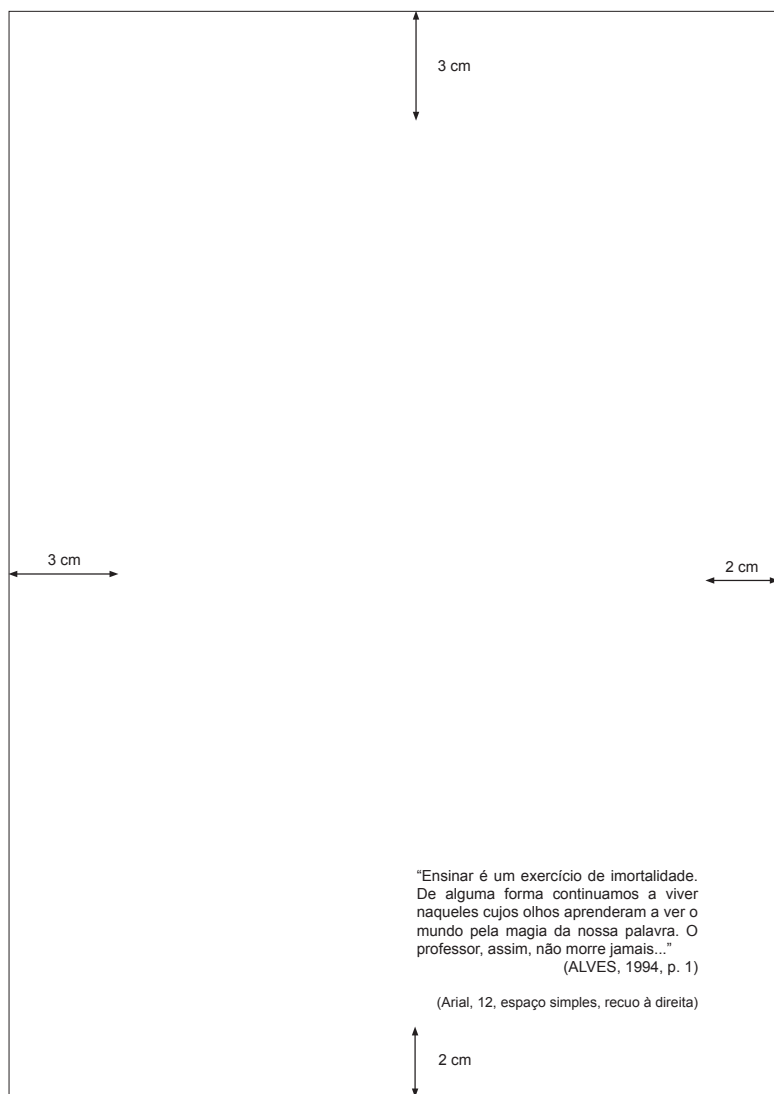 3 cm
3 cm
2 cm
“Ensinar é um exercício de imortalidade.
De alguma forma continuamos a viver
naqueles cujos olhos aprenderam a ver o
mundo pela magia da nossa palavra. O
professor, assim, não morre jamais...”
(ALVES, 1994, p. 1)
(Arial, 12, espaço simples, recuo à direita)
2 cm